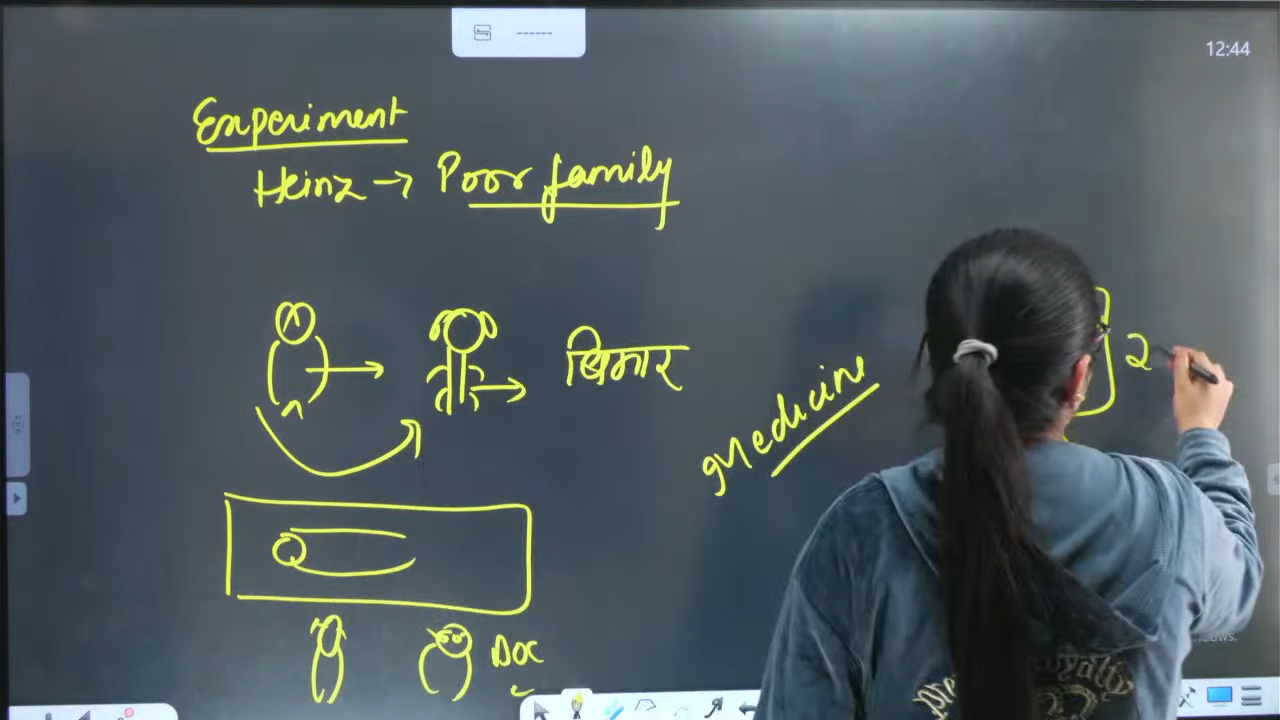 12:44
Experiment
Heinz → Poor family
बिमार
Medicine
2
Doc